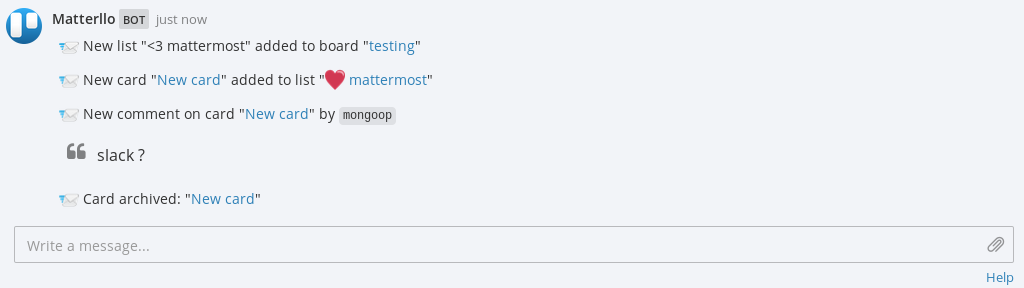 Matterllo BOT just now
New list "<3 mattermost" added to board "testing"
New card "New card" added to list "❤ mattermost"
New comment on card "New card" by mongoop
❝ slack ?
Card archived: "New card"
Write a message...
Help